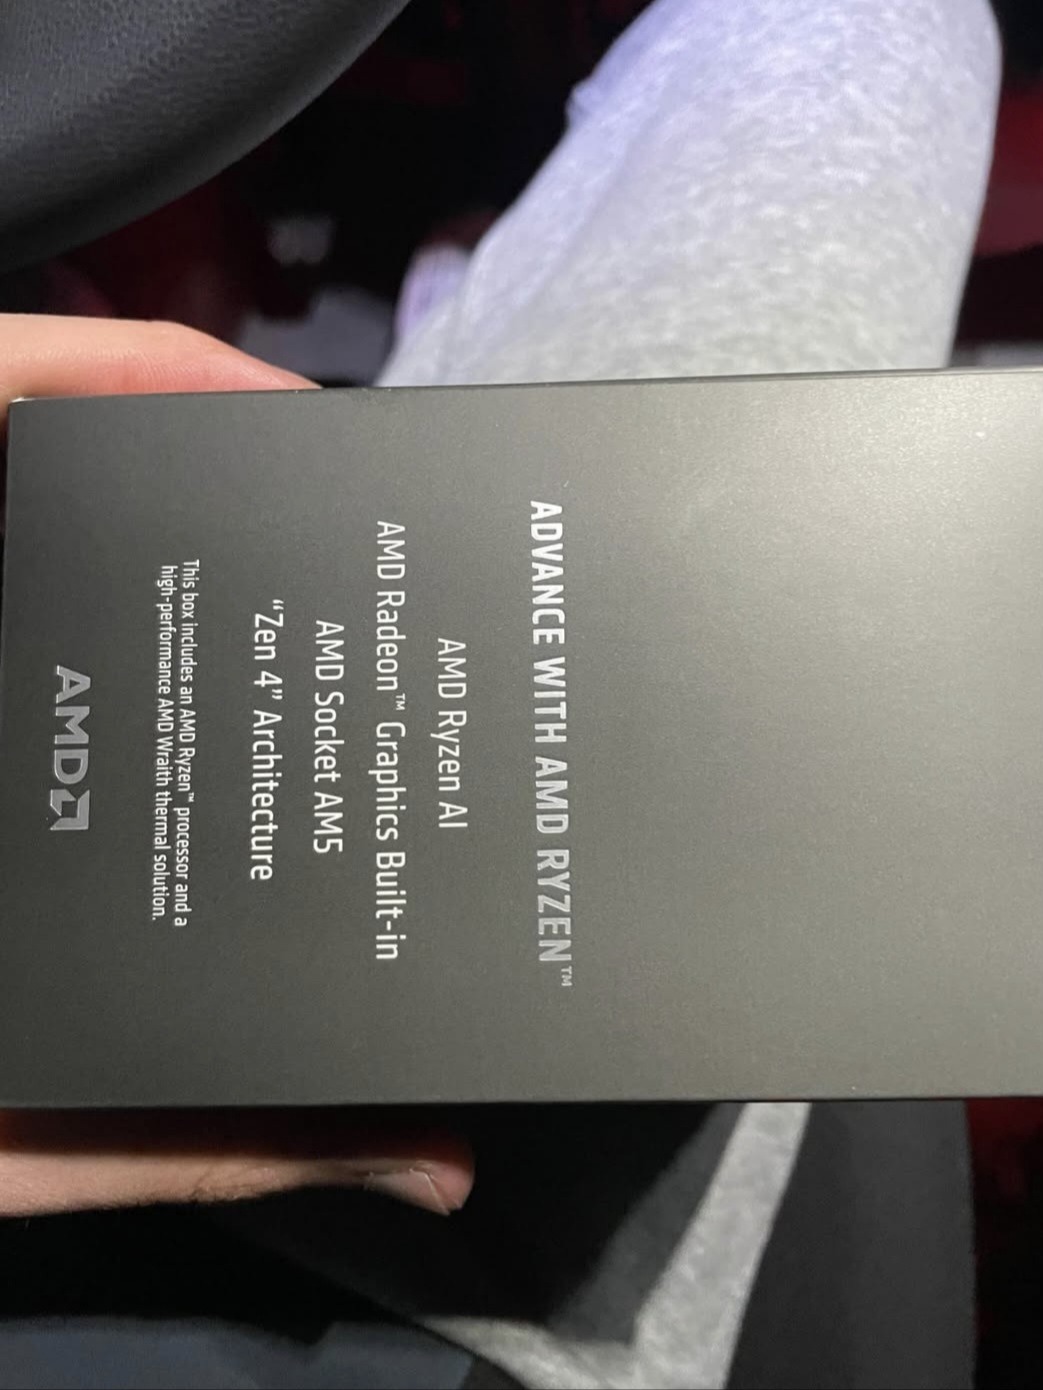 ADVANCE WITH AMD RYZEN™
AMD Ryzen AI
AMD Radeon™ Graphics Built-in
AMD Socket AM5
“Zen 4” Architecture
This box includes an AMD Ryzen™ processor and a
high-performance AMD Wraith thermal solution.
AMD